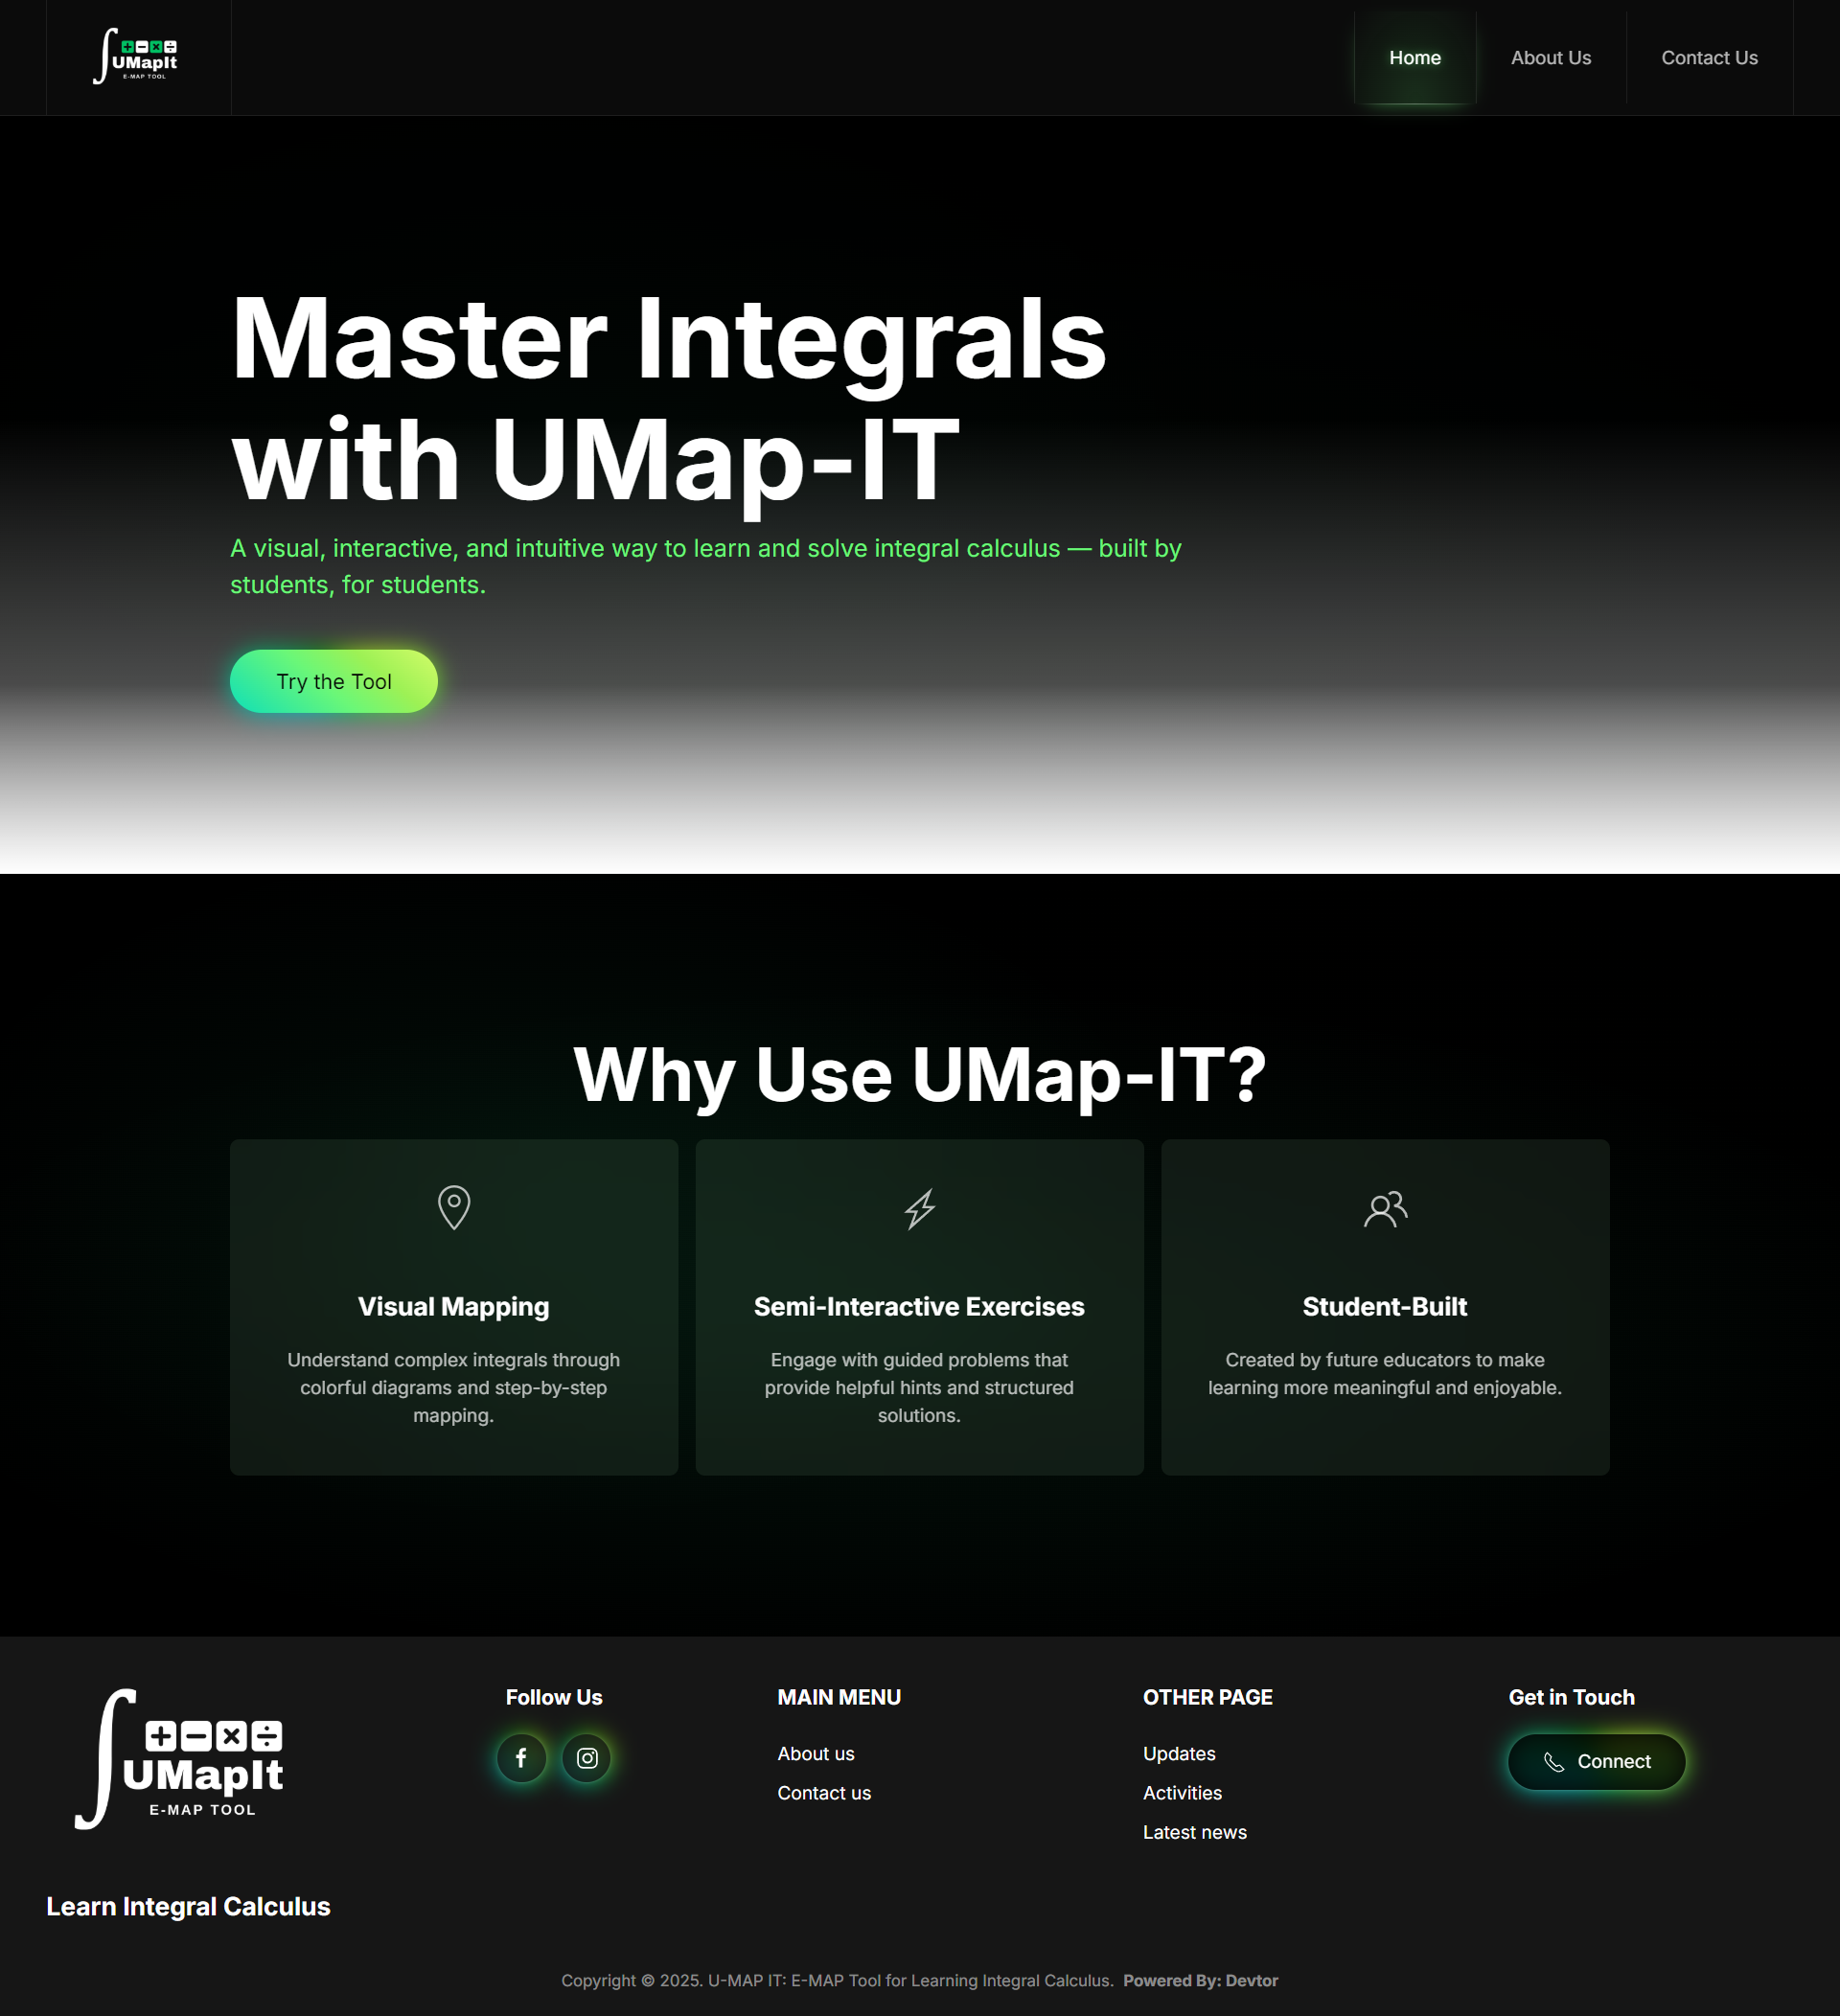 UMapIt
E-MAP TOOL
Home
About Us
Contact Us
Master Integrals
with UMap-IT
A visual, interactive, and intuitive way to learn and solve integral calculus — built by
students, for students.
Try the Tool
Why Use UMap-IT?
Visual Mapping
Understand complex integrals through
colorful diagrams and step-by-step
mapping.
Semi-Interactive Exercises
Engage with guided problems that
provide helpful hints and structured
solutions.
Student-Built
Created by future educators to make
learning more meaningful and enjoyable.
UMapIt
E-MAP TOOL
Learn Integral Calculus
Follow Us
MAIN MENU
About us
Contact us
OTHER PAGE
Updates
Activities
Latest news
Get in Touch
Connect
Copyright © 2025. U-MAP IT: E-MAP Tool for Learning Integral Calculus. Powered By: Devtor